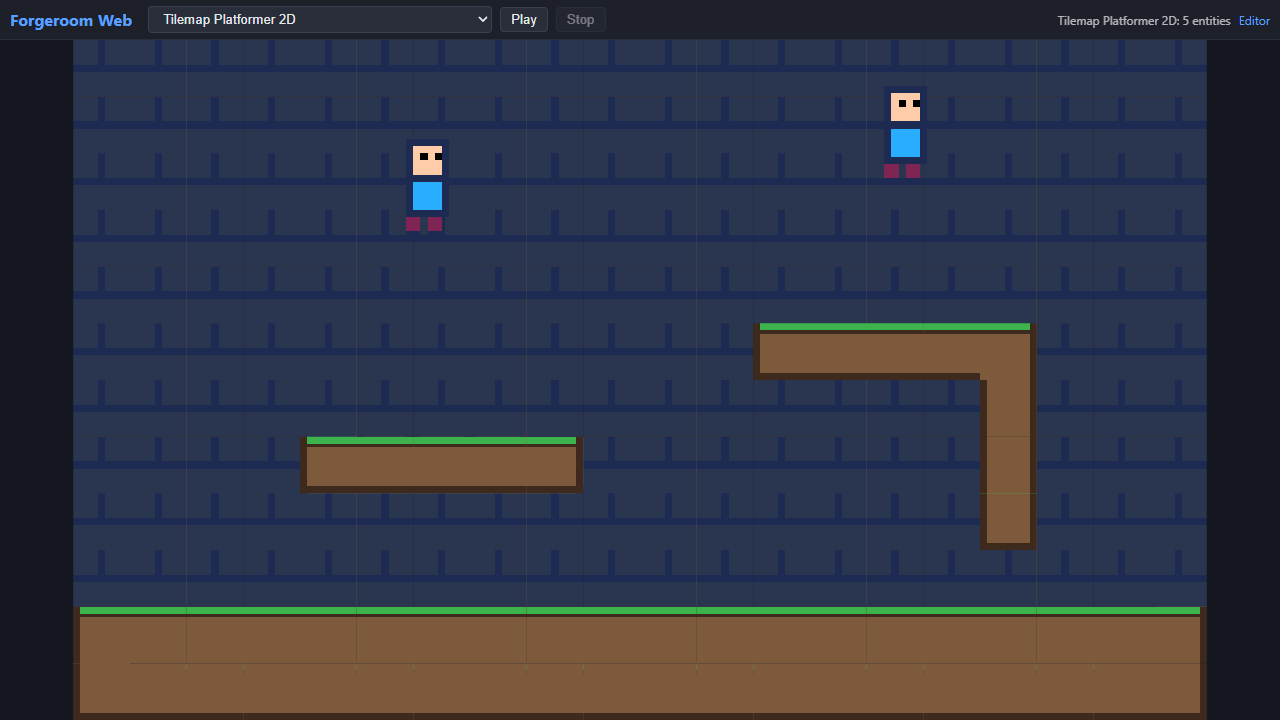 Forgeroom Web
Tilemap Platformer 2D
Play
Stop
Tilemap Platformer 2D: 5 entities
Editor